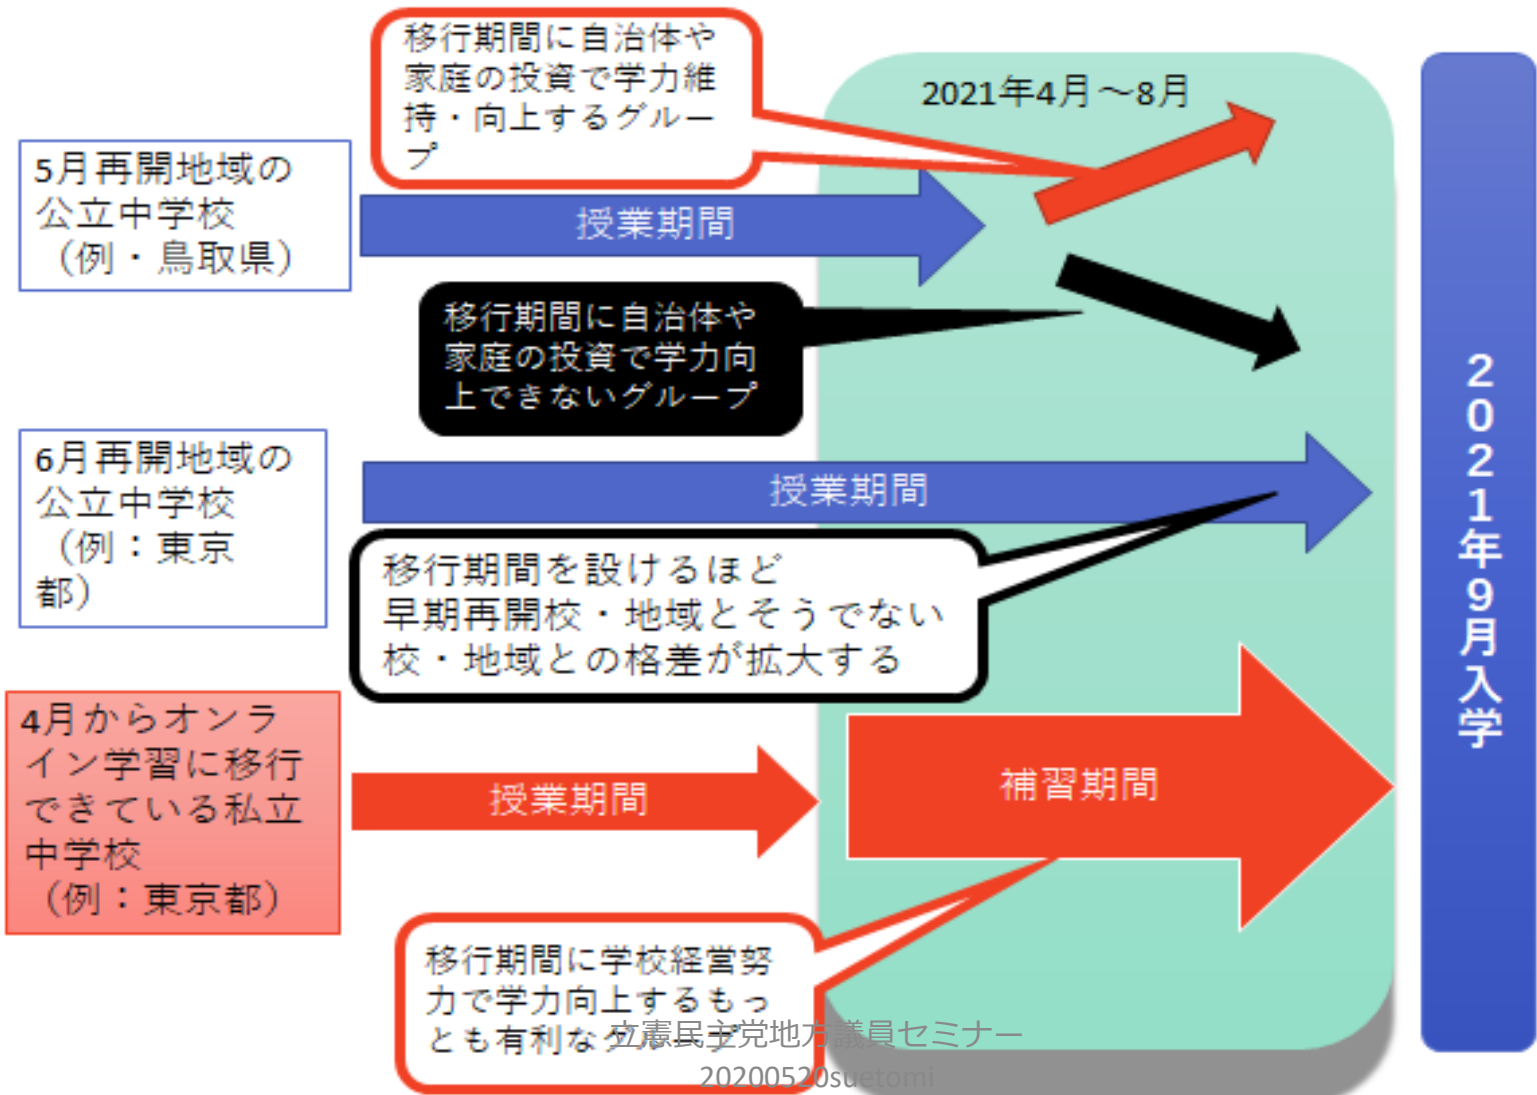 移行期間に自治体や
家庭の投資で学力維
持・向上するグルー
プ
2021年4月～8月
5月再開地域の
公立中学校
（例・鳥取県）
授業期間
移行期間に自治体や
家庭の投資で学力向
上できないグループ
6月再開地域の
公立中学校
（例：東京
都）
授業期間
移行期間を設けるほど
早期再開校・地域とそうでない
校・地域との格差が拡大する
4月からオンラ
イン学習に移行
できている私立
中学校
（例：東京都）
授業期間
補習期間
移行期間に学校経営努
力で学力向上するもっ
とも有利なグループ
立憲民主党地方議員セミナー
20200520suetomi
2021年9月入学